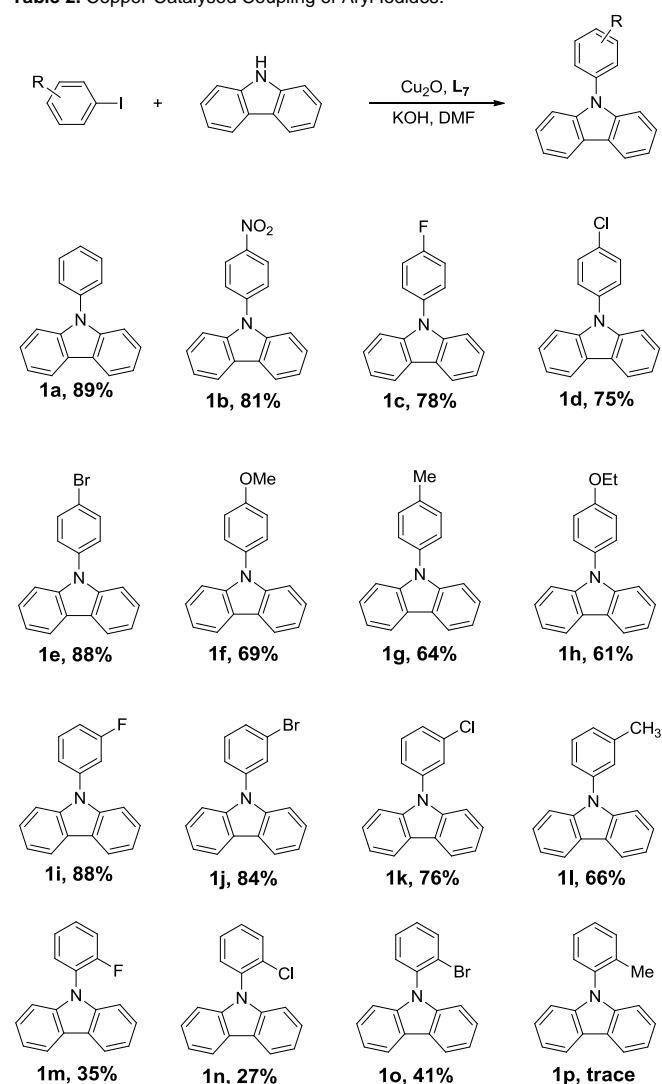 Table 2. Copper-Catalysed Coupling of Aryl Iodides.
R
I
+
H
N
Cu2O, L7
KOH, DMF
R
N
NO2
F
Cl
N
N
N
N
1a, 89%
1b, 81%
1c, 78%
1d, 75%
Br
OMe
Me
OEt
N
N
N
N
1e, 88%
1f, 69%
1g, 64%
1h, 61%
F
Br
Cl
CH3
N
N
N
N
1i, 88%
1j, 84%
1k, 76%
1l, 66%
F
Cl
Br
Me
N
N
N
N
1m, 35%
1n, 27%
1o, 41%
1p, trace